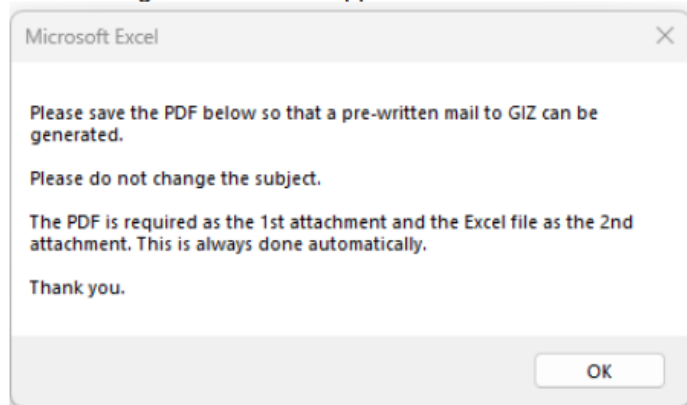 Microsoft Excel
Please save the PDF below so that a pre-written mail to GIZ can be
generated.
Please do not change the subject.
The PDF is required as the 1st attachment and the Excel file as the 2nd
attachment. This is always done automatically.
Thank you.
OK